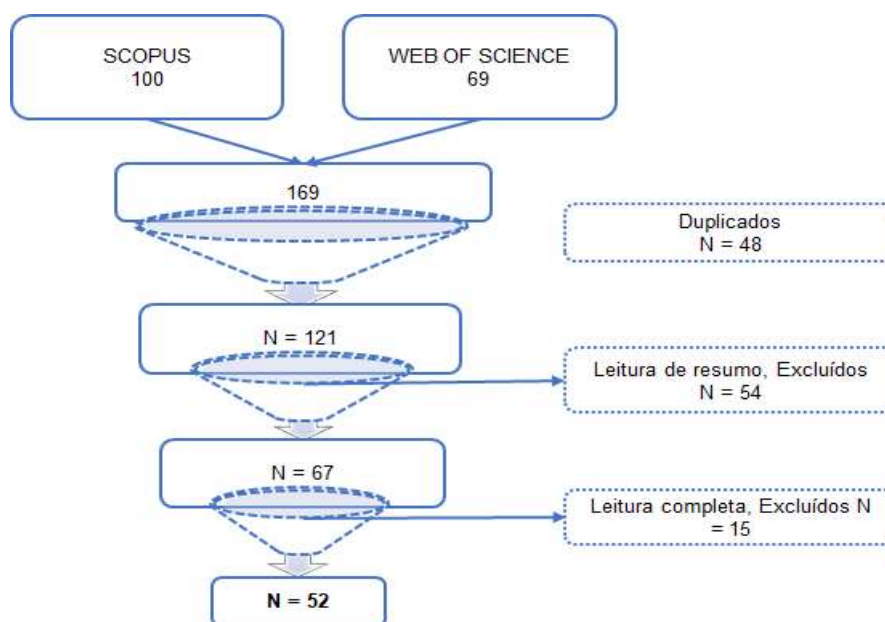 SCOPUS
100
WEB OF SCIENCE
69
169
Duplicados
N = 48
N = 121
Leitura de resumo, Excluídos
N = 54
N = 67
Leitura completa, Excluídos N
= 15
N = 52